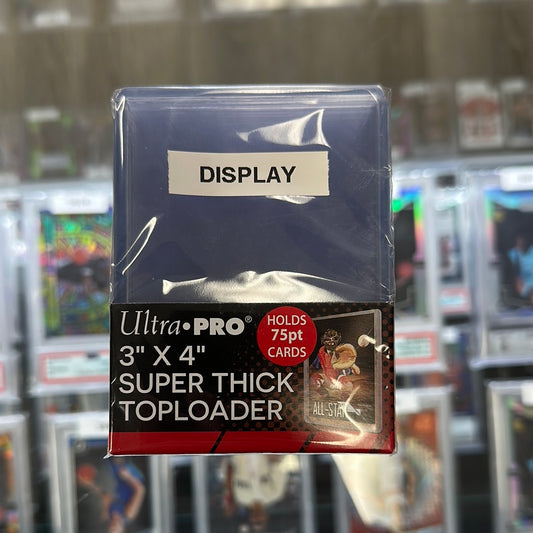 DISPLAY
Ultra•PRO®
HOLDS
75pt
CARDS
3" X 4"
SUPER THICK
TOPLOADER
ALL-STAR